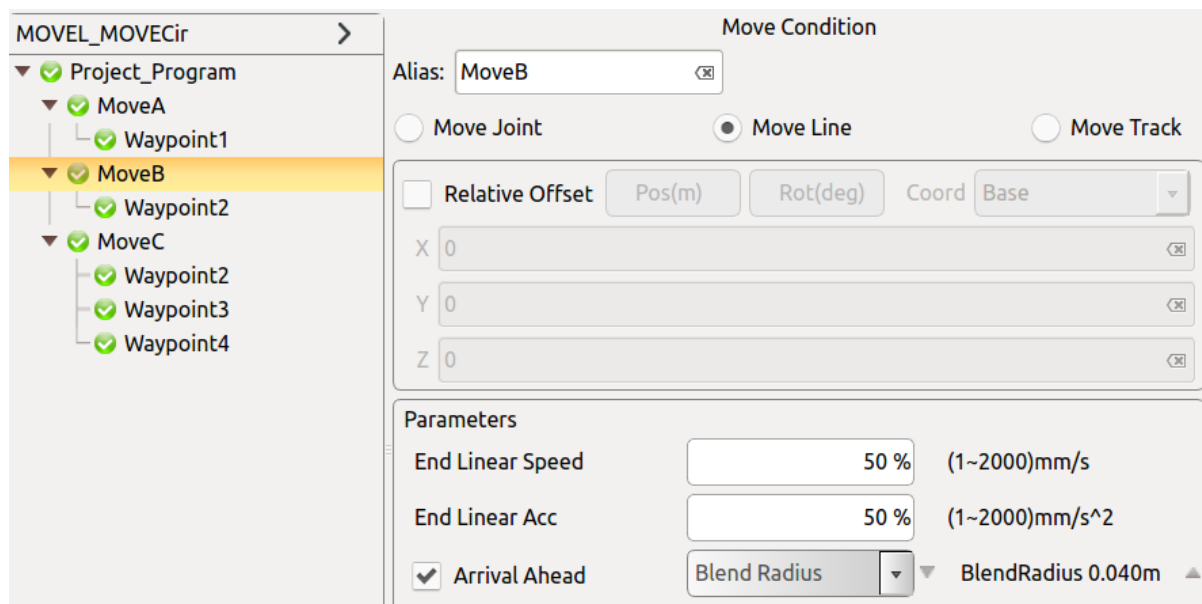 MOVEL_MOVECir
Project_Program
MoveA
Waypoint1
MoveB
Waypoint2
MoveC
Waypoint2
Waypoint3
Waypoint4
Move Condition
Alias: MoveB
Move Joint Move Line Move Track
Relative Offset Pos(m) Rot(deg) Coord Base
X 0
Y 0
Z 0
Parameters
End Linear Speed 50 % (1~2000)mm/s
End Linear Acc 50 % (1~2000)mm/s^2
Arrival Ahead Blend Radius BlendRadius 0.040m